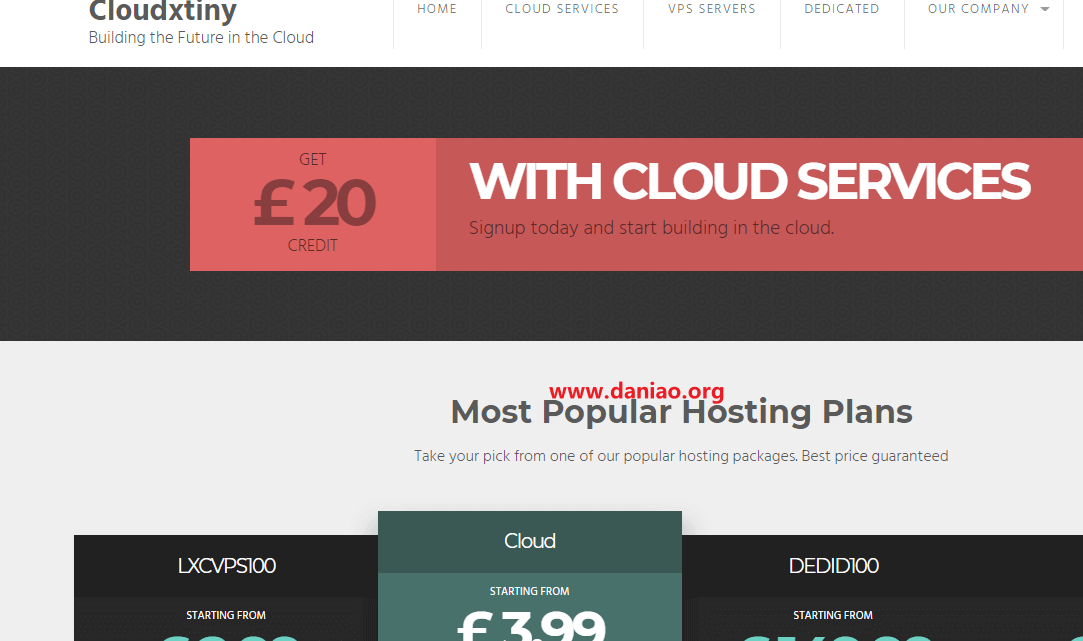 Cloudxtiny
Building the Future in the Cloud
HOME
CLOUD SERVICES
VPS SERVERS
DEDICATED
OUR COMPANY
GET
£20
CREDIT
WITH CLOUD SERVICES
Signup today and start building in the cloud.
www.daniao.org
Most Popular Hosting Plans
Take your pick from one of our popular hosting packages. Best price guaranteed
LXCVPS100
STARTING FROM
Cloud
STARTING FROM
£3.99
DEDID100
STARTING FROM